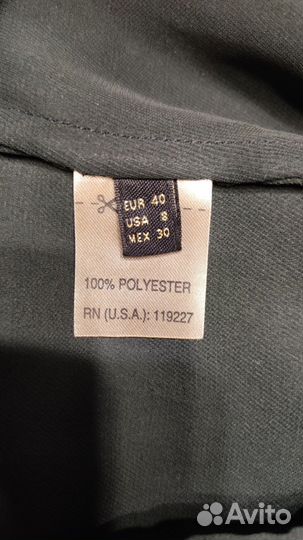 EUR 40
USA 8
MEX 30
100% POLYESTER
RN (U.S.A.): 119227
Avito